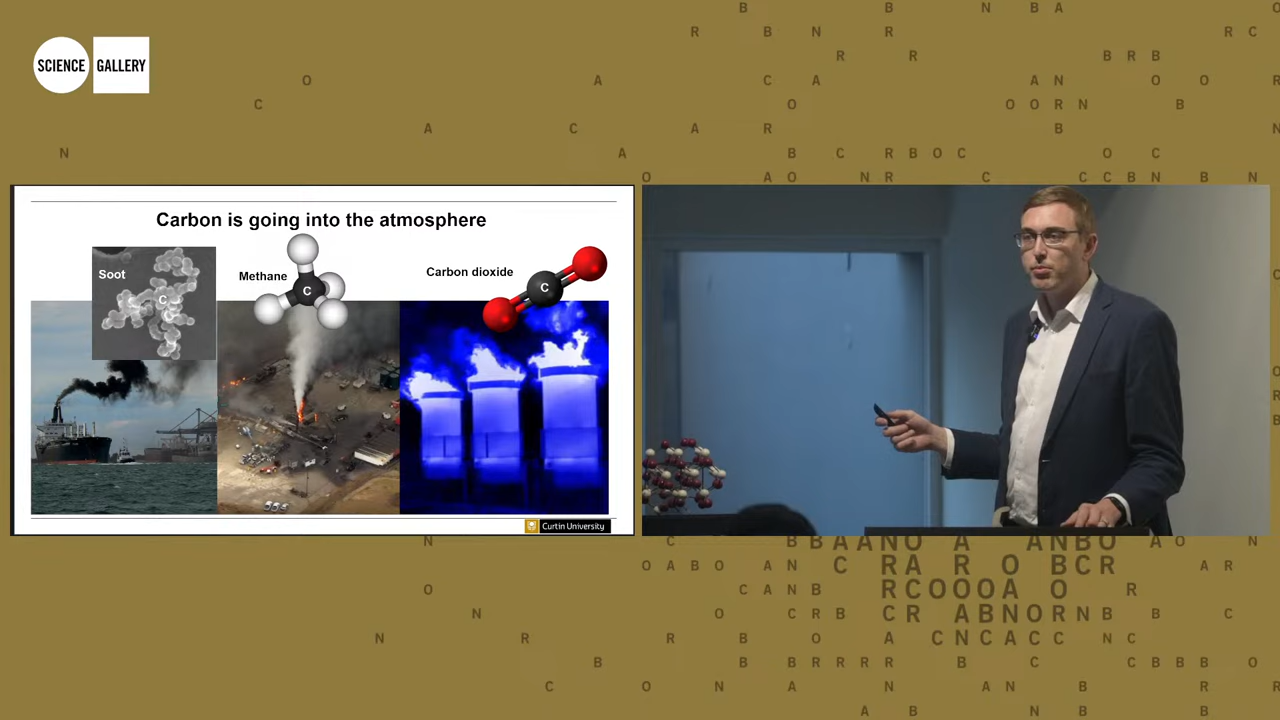 B B N B A O
R B N R R C
R R B R B
SCIENCE GALLERY
O A C A A N O O R
C O O O R N B
A C A R B N
N A B C R B O C O C
O A O N R C C C B N B N
Carbon is going into the atmosphere
Soot
Methane
Carbon dioxide
C
C
C
Curtin University
C
O
R
B
N C B B A A N O A A N B O A O N
O A B O A N C R A R O B C R A R
O C A N B R C O O O A O R
N O C R B C R A B N O R N B B C
N R R B O A C N C A C C N C
B B B R R R R B C C B B B O
C O N A N A N B R R
A B N B B